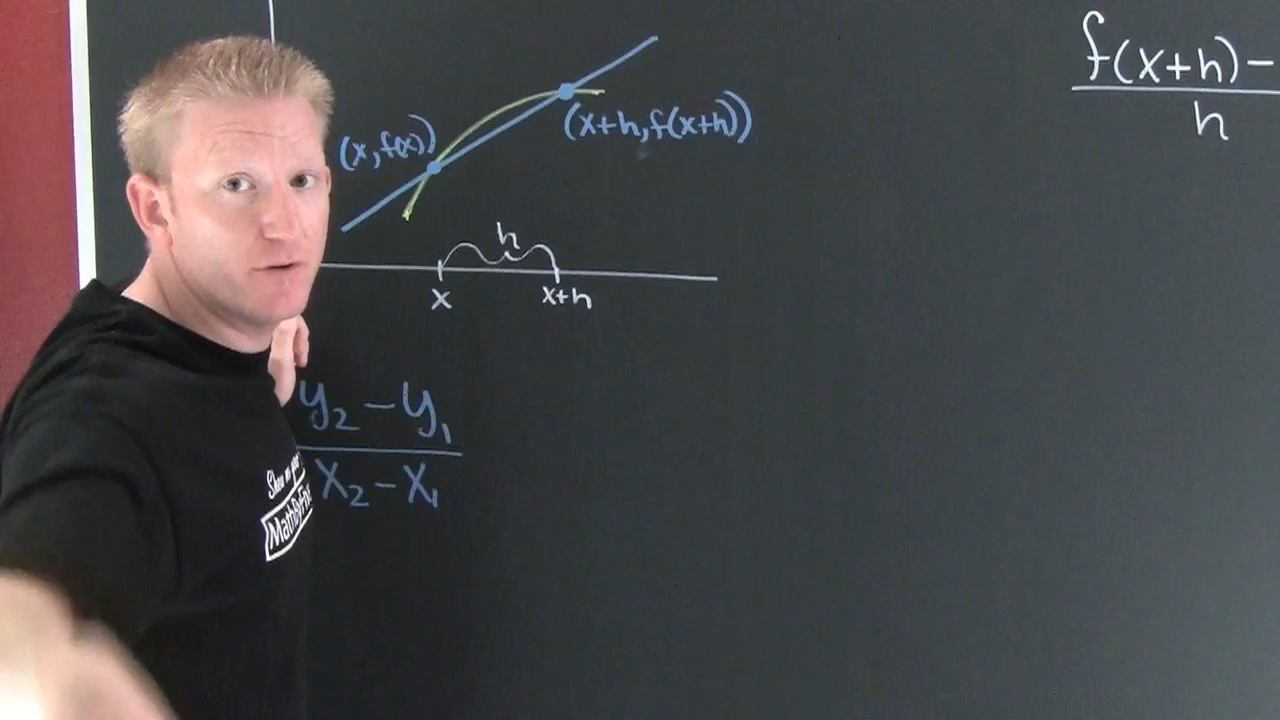 f(x+h)-
h
(x,f(x))
(x+h,f(x+h))
h
x
x+h
y₂-y₁
x₂-x₁